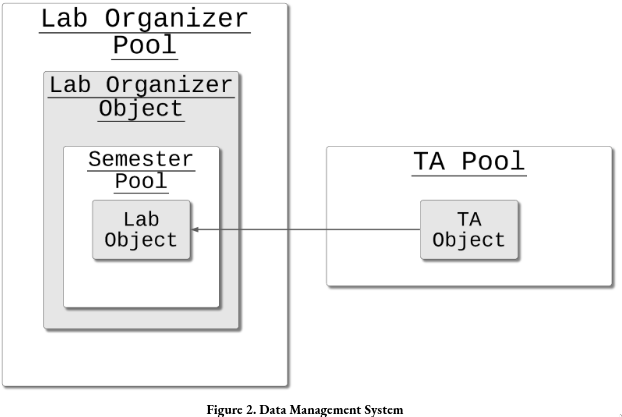 Lab Organizer
Pool
Lab Organizer
Object
Semester
Pool
Lab
Object
TA Pool
TA
Object
Figure 2. Data Management System